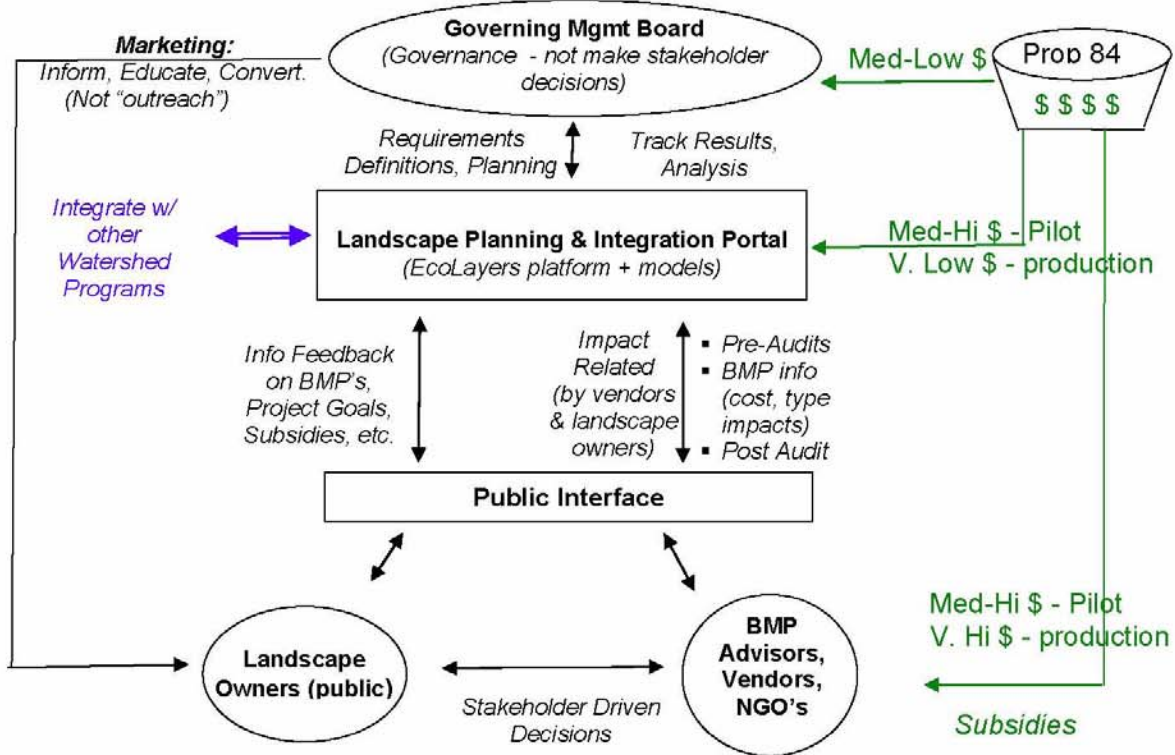 Governing Mgmt Board
(Governance - not make stakeholder
decisions)
Marketing:
Inform, Educate, Convert.
(Not "outreach")
Med-Low $
Prop 84
$ $ $ $
Requirements
Definitions, Planning
Track Results,
Analysis
Integrate w/
other
Watershed
Programs
Landscape Planning & Integration Portal
(EcoLayers platform + models)
Med-Hi $ - Pilot
V. Low $ - production
Info Feedback
on BMP's,
Project Goals,
Subsidies, etc.
Impact
Related
(by vendors
& landscape
owners)
▪ Pre-Audits
▪ BMP info
(cost, type
impacts)
▪ Post Audit
Public Interface
Landscape
Owners (public)
Stakeholder Driven
Decisions
BMP
Advisors,
Vendors,
NGO's
Med-Hi $ - Pilot
V. Hi $ - production
Subsidies